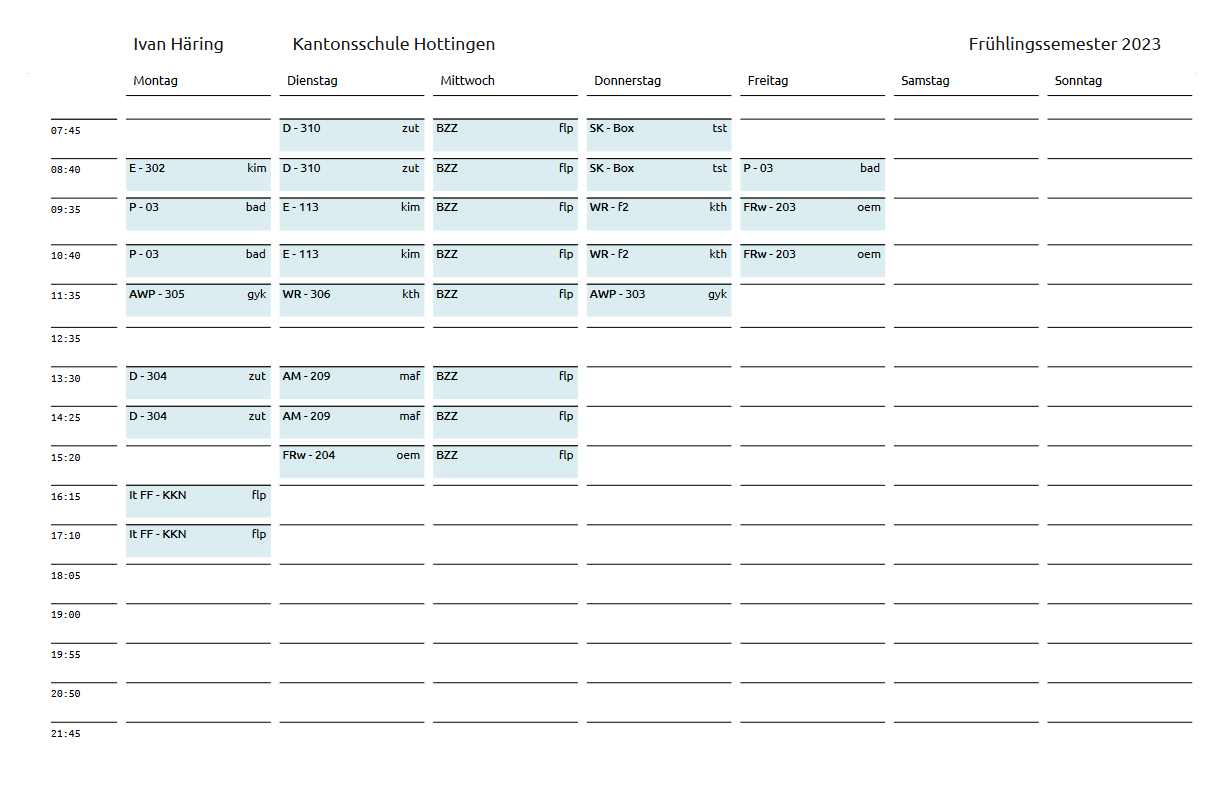 Ivan Häring Kantonsschule Hottingen Frühlingssemester 2023
Montag Dienstag Mittwoch Donnerstag Freitag Samstag Sonntag
07:45 D - 310 zut BZZ flp SK - Box tst
08:40 E - 302 kim D - 310 zut BZZ flp SK - Box tst P - 03 bad
09:35 P - 03 bad E - 113 kim BZZ flp WR - f2 kth FRw - 203 oem
10:40 P - 03 bad E - 113 kim BZZ flp WR - f2 kth FRw - 203 oem
11:35 AWP - 305 gyk WR - 306 kth BZZ flp AWP - 303 gyk
12:35
13:30 D - 304 zut AM - 209 maf BZZ flp
14:25 D - 304 zut AM - 209 maf BZZ flp
15:20 FRw - 204 oem BZZ flp
16:15 It FF - KKN flp
17:10 It FF - KKN flp
18:05
19:00
19:55
20:50
21:45